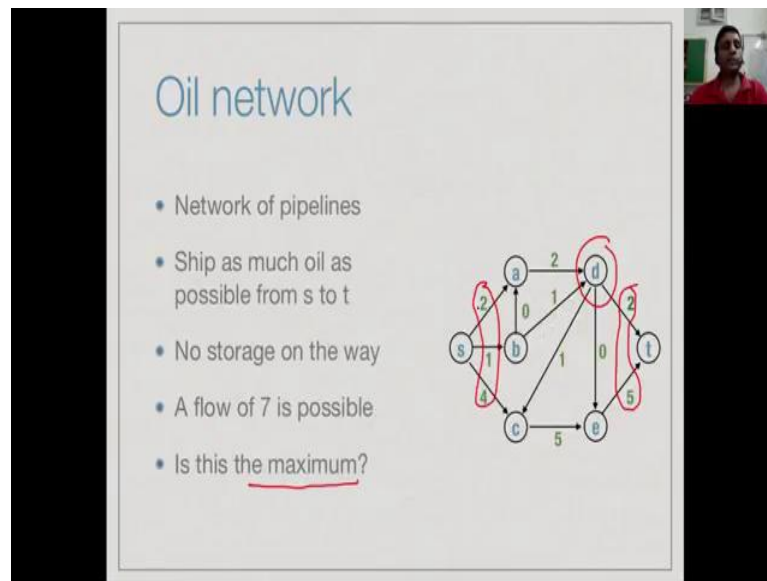 Oil network
• Network of pipelines
• Ship as much oil as
possible from s to t
• No storage on the way
• A flow of 7 is possible
• Is this the maximum?
a 2 d
2 0 1 2
s 1 b 1 0 t
4 5
c 5 e